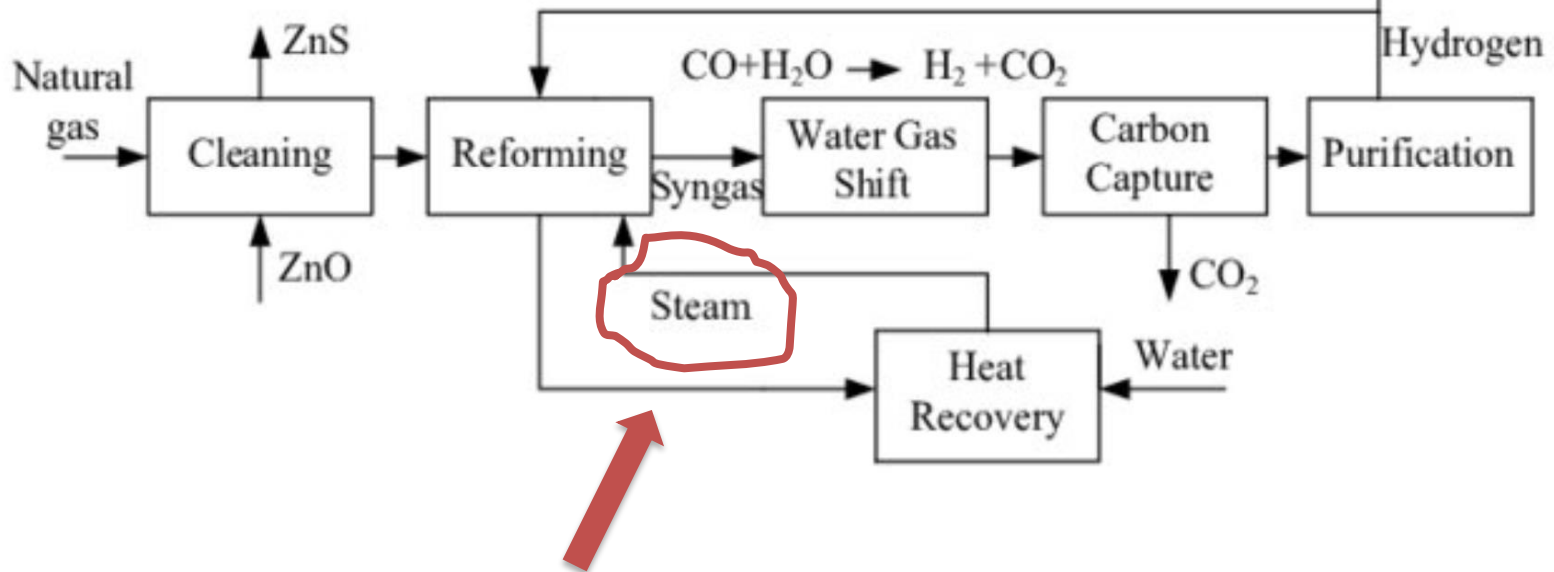 ZnS
Natural
gas
Cleaning
ZnO
Reforming
Syngas
CO+H₂O → H₂ +CO₂
Water Gas
Shift
Carbon
Capture
CO₂
Hydrogen
Purification
Steam
Heat
Recovery
Water